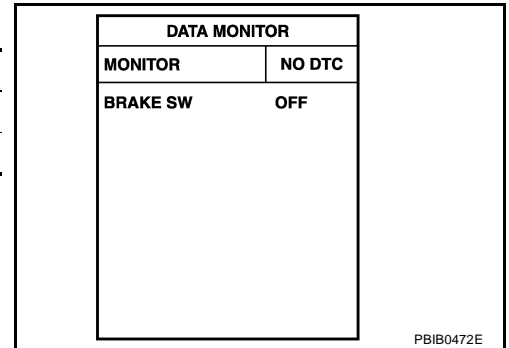 DATA MONITOR
MONITOR NO DTC
BRAKE SW OFF
PBIB0472E